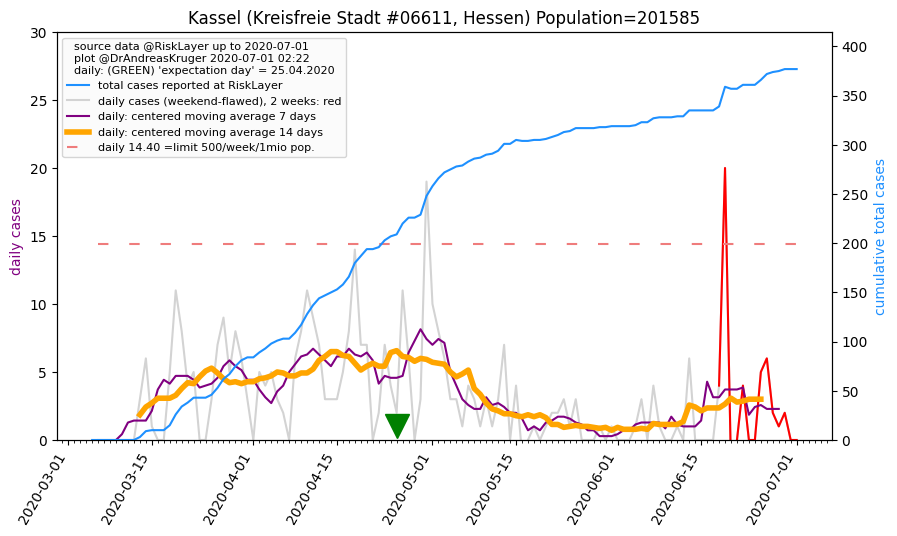 Kassel (Kreisfreie Stadt #06611, Hessen) Population=201585
source data @RiskLayer up to 2020-07-01
plot @DrAndreasKruger 2020-07-01 02:22
daily: (GREEN) 'expectation day' = 25.04.2020
total cases reported at RiskLayer
daily cases (weekend-flawed), 2 weeks: red
daily: centered moving average 7 days
daily: centered moving average 14 days
daily 14.40 =limit 500/week/1mio pop.
daily cases
30
25
20
15
10
5
0
cumulative total cases
400
350
300
250
200
150
100
50
0
2020-03-01
2020-03-15
2020-04-01
2020-04-15
2020-05-01
2020-05-15
2020-06-01
2020-06-15
2020-07-01